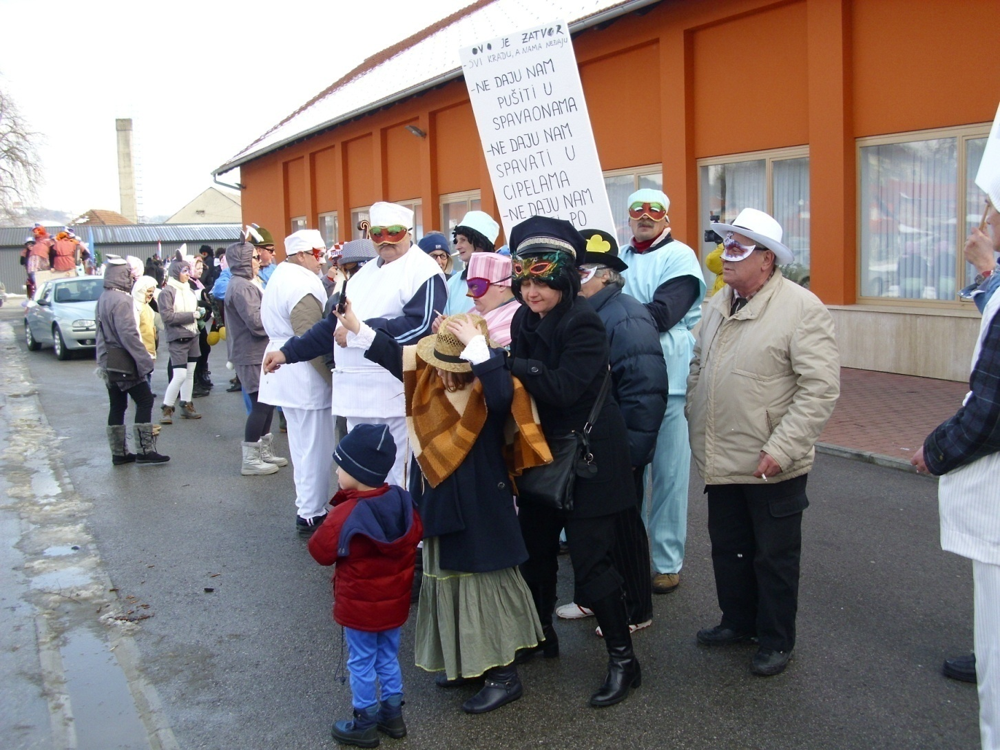 OVO JE ZATVOR
-SVI KRADU, A NAMA NEDAJU
-NE DAJU NAM
PUŠITI U
SPAVAONAMA
-NE DAJU NAM
SPAVATI U
CIPELAMA
-NE DAJU NAM
PO